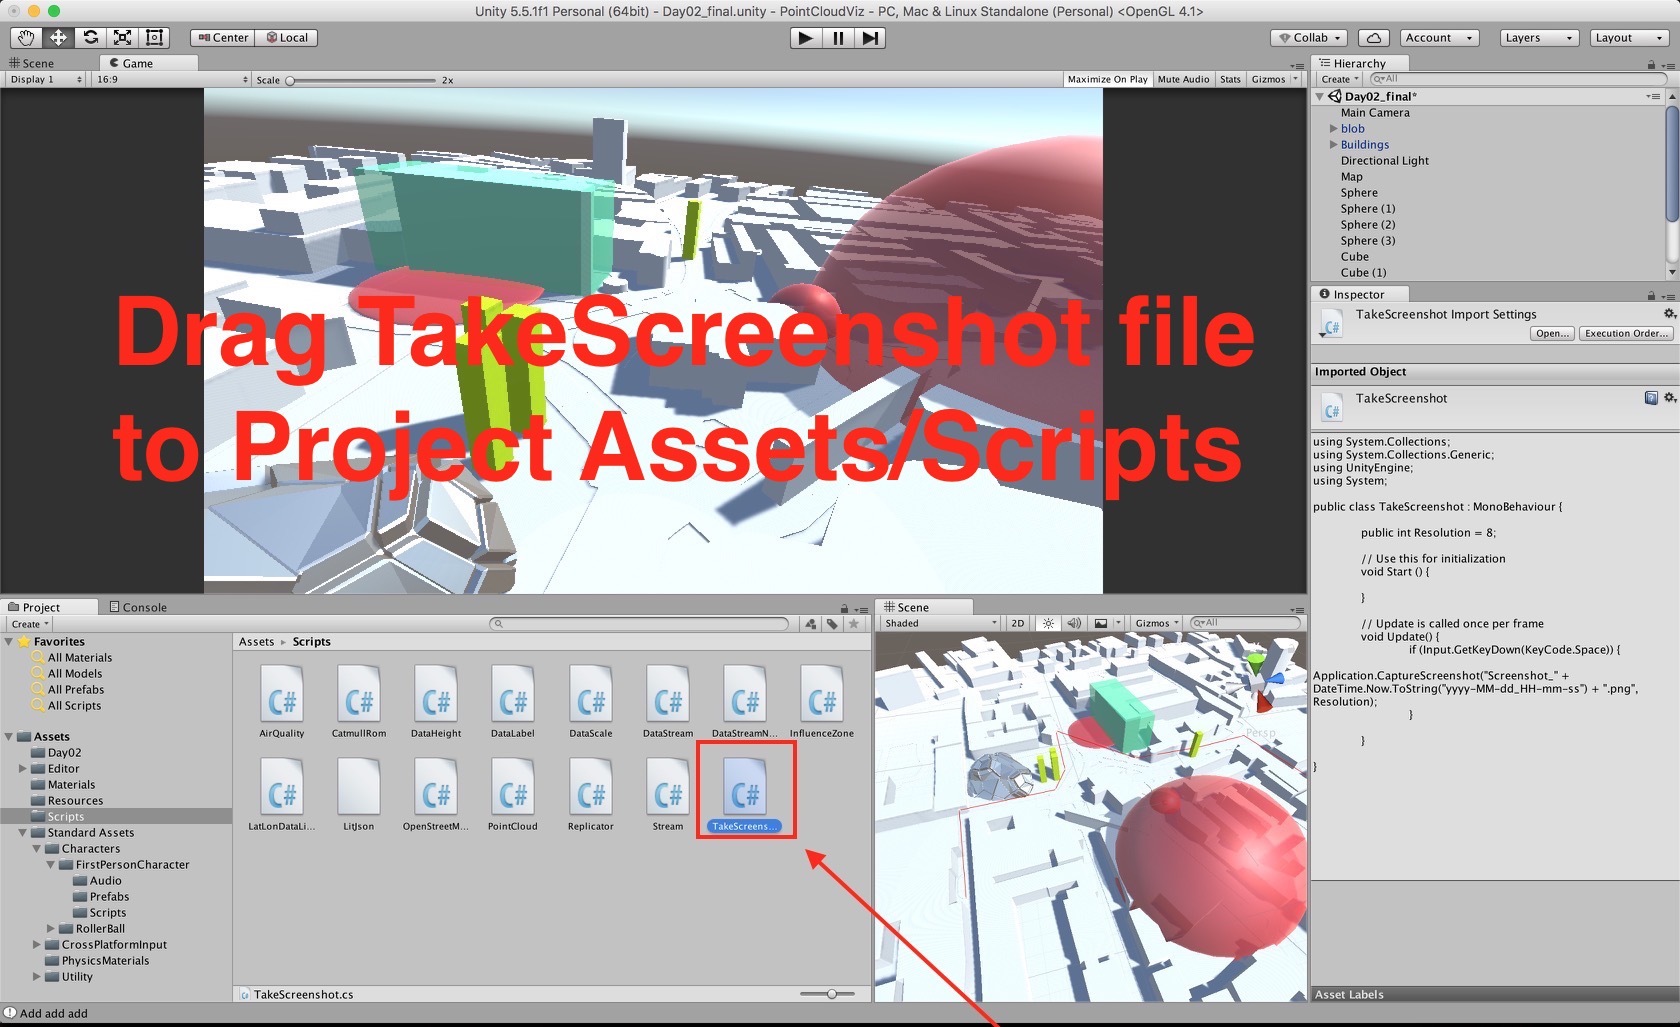 Unity 5.5.1f1 Personal (64bit) - Day02_final.unity - PointCloudViz - PC, Mac & Linux Standalone (Personal) <OpenGL 4.1>
Center
Local
Collab
Account
Layers
Layout
Scene
Game
Display 1
16:9
Scale
2x
Maximize On Play
Mute Audio
Stats
Gizmos
Drag TakeScreenshot file
to Project Assets/Scripts
Hierarchy
Create
All
Day02_final*
Main Camera
blob
Buildings
Directional Light
Map
Sphere
Sphere (1)
Sphere (2)
Sphere (3)
Cube
Cube (1)
Inspector
TakeScreenshot Import Settings
Open...
Execution Order...
Imported Object
TakeScreenshot
C#
C#
using System.Collections;
using System.Collections.Generic;
using UnityEngine;
using System;
public class TakeScreenshot : MonoBehaviour {
public int Resolution = 8;
// Use this for initialization
void Start () {
}
// Update is called once per frame
void Update() {
if (Input.GetKeyDown(KeyCode.Space)) {
Application.CaptureScreenshot("Screenshot_" +
DateTime.Now.ToString("yyyy-MM-dd_HH-mm-ss") + ".png",
Resolution);
}
}
}
Asset Labels
Project
Console
Create
Favorites
All Materials
All Models
All Prefabs
All Scripts
Assets
Day02
Editor
Materials
Resources
Scripts
Standard Assets
Characters
FirstPersonCharacter
Audio
Prefabs
Scripts
RollerBall
CrossPlatformInput
PhysicsMaterials
Utility
Assets
Scripts
C# C# C# C# C# C# C# C#
AirQuality
CatmullRom
DataHeight
DataLabel
DataScale
DataStream
DataStreamN...
InfluenceZone
C# C# C# C# C# C#
LatLonDataLi...
LitJson
OpenStreetM...
PointCloud
Replicator
Stream
TakeScreens...
TakeScreenshot.cs
Scene
Shaded
2D
Gizmos
All
Persp
Add add add